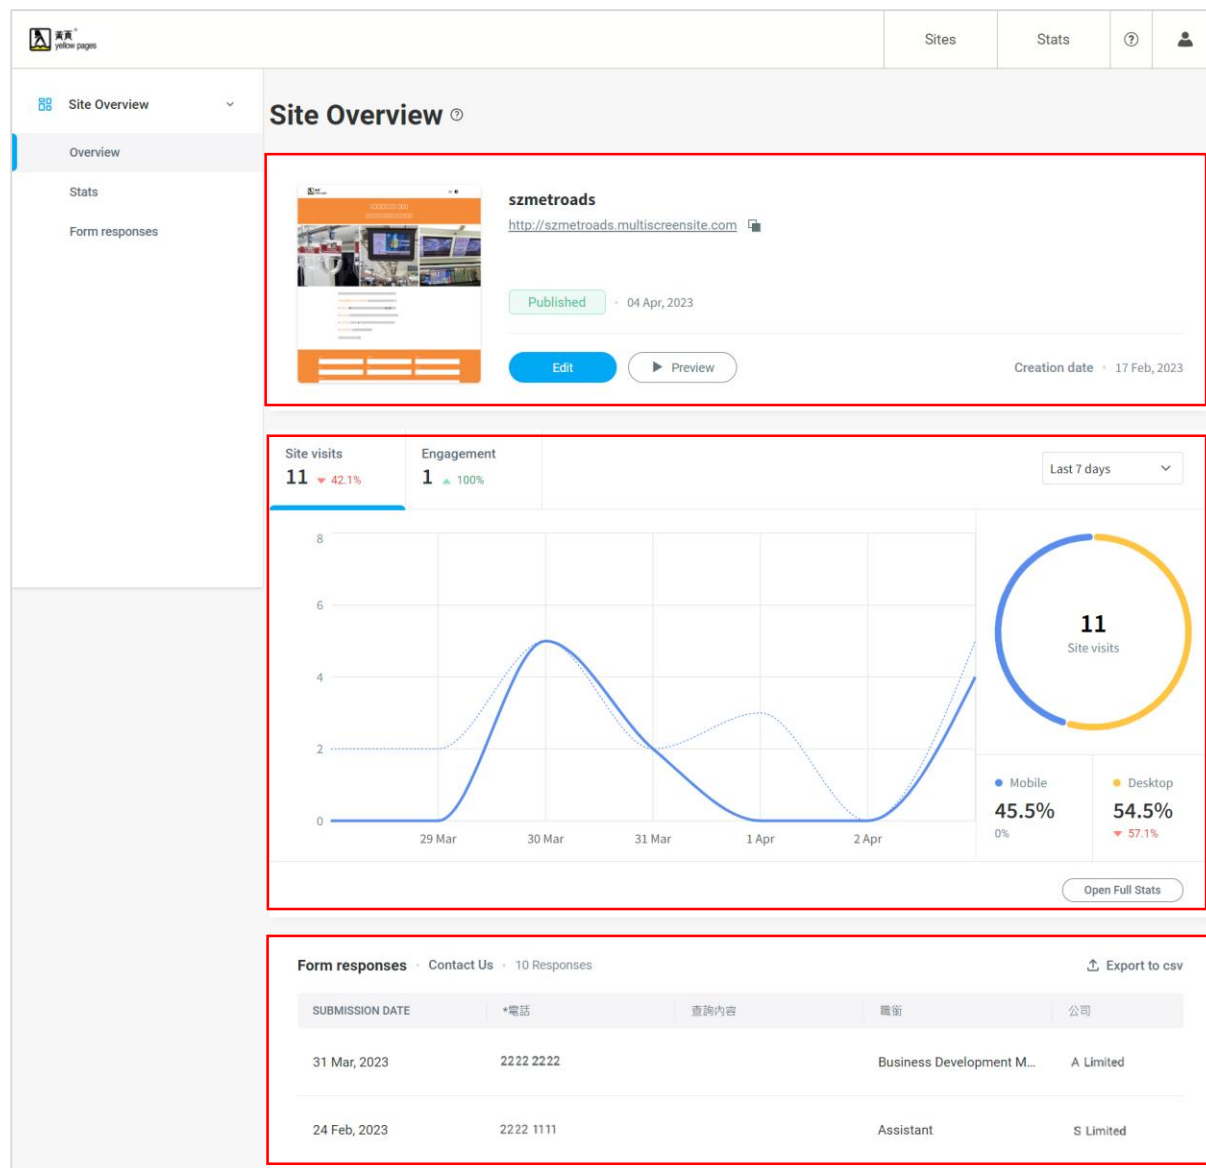 黃頁®
yellow pages
Sites
Stats
?
Site Overview
Overview
Stats
Form responses
Site Overview ?
szmetroads
http://szmetroads.multiscreensite.com
Published • 04 Apr, 2023
Edit
Preview
Creation date • 17 Feb, 2023
Site visits
11 ▼ 42.1%
Engagement
1 ▲ 100%
Last 7 days
8
6
4
2
0
29 Mar
30 Mar
31 Mar
1 Apr
2 Apr
11
Site visits
Mobile
45.5%
0%
Desktop
54.5%
▼ 57.1%
Open Full Stats
Form responses • Contact Us • 10 Responses
Export to csv
SUBMISSION DATE *電話 查詢內容 職銜 公司
31 Mar, 2023 2222 2222 Business Development M... A Limited
24 Feb, 2023 2222 1111 Assistant S Limited